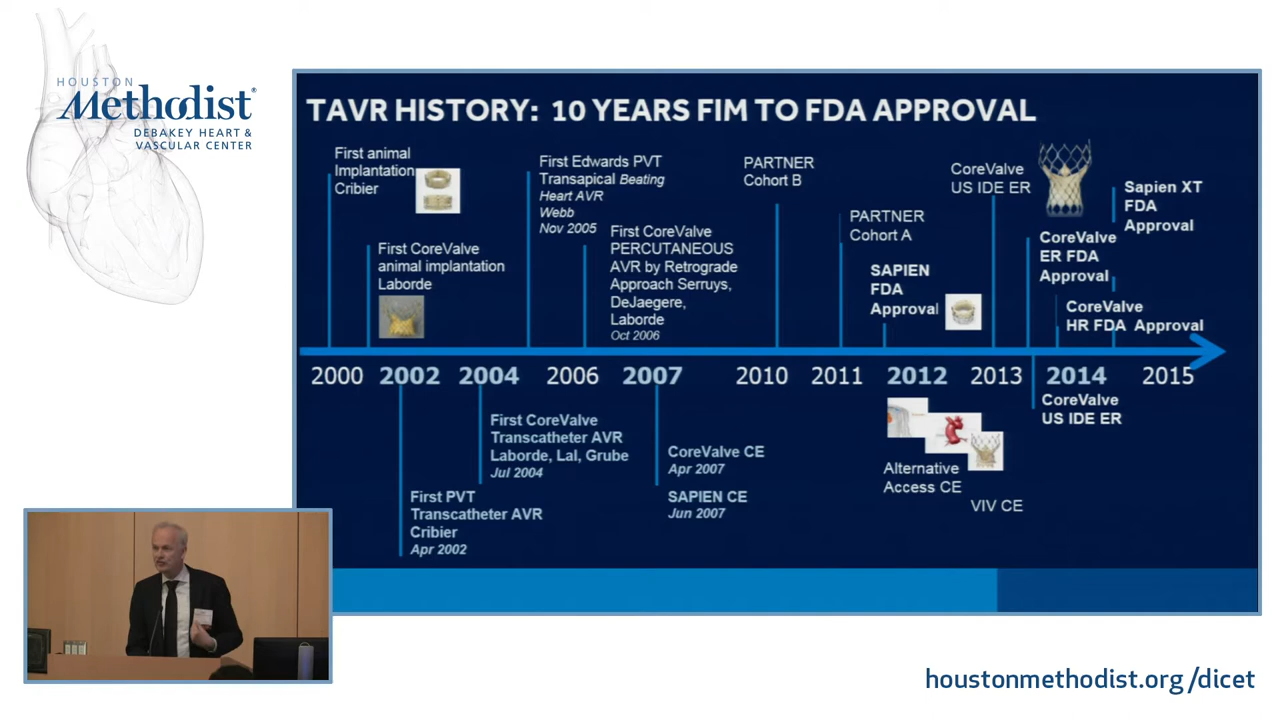 HOUSTON
Methodist®
DEBAKEY HEART &
VASCULAR CENTER
TAVR HISTORY: 10 YEARS FIM TO FDA APPROVAL
First animal
Implantation
Cribier
First CoreValve
animal implantation
Laborde
First Edwards PVT
Transapical Beating
Heart AVR
Webb
Nov 2005
First CoreValve
PERCUTANEOUS
AVR by Retrograde
Approach Serruys,
DeJaegere,
Laborde
Oct 2006
PARTNER
Cohort B
PARTNER
Cohort A
SAPIEN
FDA
Approval
CoreValve
US IDE ER
CoreValve
ER FDA
Approval
Sapien XT
FDA
Approval
CoreValve
HR FDA Approval
2000 2002 2004 2006 2007 2010 2011 2012 2013 2014 2015
First PVT
Transcatheter AVR
Cribier
Apr 2002
First CoreValve
Transcatheter AVR
Laborde, Lal, Grube
Jul 2004
CoreValve CE
Apr 2007
SAPIEN CE
Jun 2007
Alternative
Access CE
VIV CE
CoreValve
US IDE ER
houstonmethodist.org/dicet